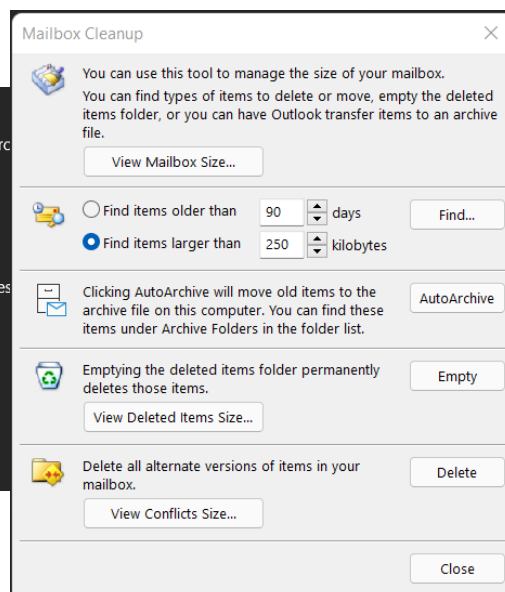 Mailbox Cleanup
You can use this tool to manage the size of your mailbox.
You can find types of items to delete or move, empty the deleted
items folder, or you can have Outlook transfer items to an archive
file.
View Mailbox Size...
Find items older than 90 days
Find...
Find items larger than 250 kilobytes
Clicking AutoArchive will move old items to the
archive file on this computer. You can find these
items under Archive Folders in the folder list.
AutoArchive
Emptying the deleted items folder permanently
deletes those items.
Empty
View Deleted Items Size...
Delete all alternate versions of items in your
mailbox.
Delete
View Conflicts Size...
Close